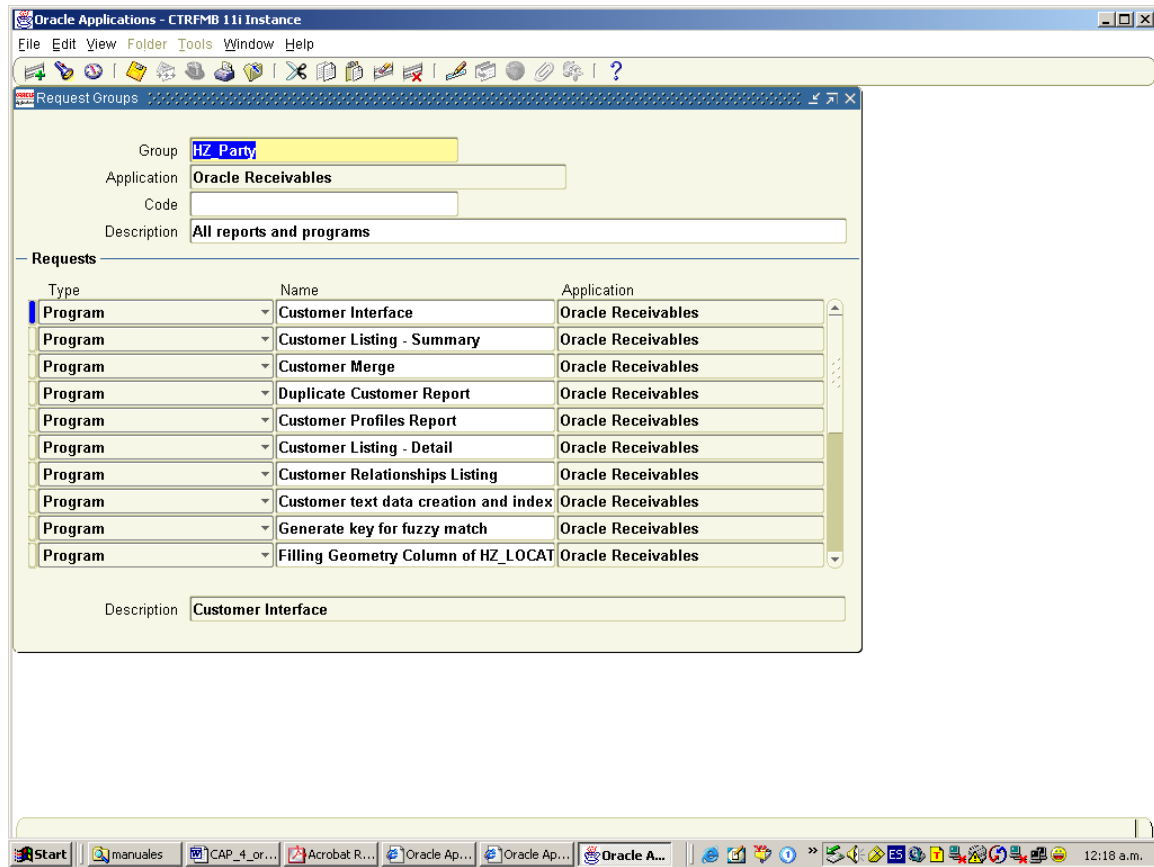 Oracle Applications - CTRFMB 11i Instance
File Edit View Folder Tools Window Help
Request Groups
Group HZ_Party
Application Oracle Receivables
Code
Description All reports and programs
Requests
Type Name Application
Program Customer Interface Oracle Receivables
Program Customer Listing - Summary Oracle Receivables
Program Customer Merge Oracle Receivables
Program Duplicate Customer Report Oracle Receivables
Program Customer Profiles Report Oracle Receivables
Program Customer Listing - Detail Oracle Receivables
Program Customer Relationships Listing Oracle Receivables
Program Customer text data creation and index Oracle Receivables
Program Generate key for fuzzy match Oracle Receivables
Program Filling Geometry Column of HZ_LOCAT Oracle Receivables
Description Customer Interface
Start manuales CAP_4_or... Acrobat R... Oracle Ap... Oracle Ap... Oracle A... » ES 12:18 a.m.